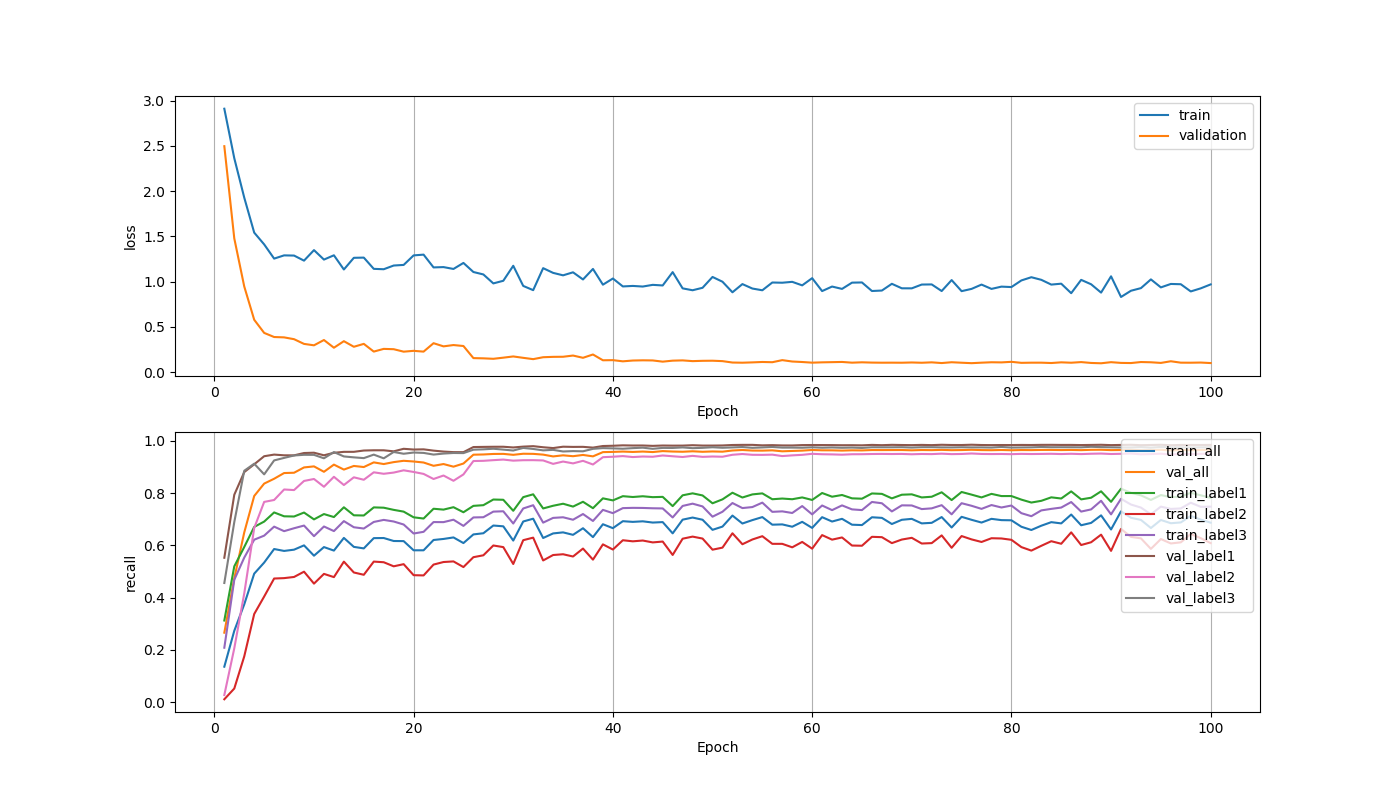 3.0
2.5
2.0
1.5
1.0
0.5
0.0
loss
train
validation
0 20 40 60 80 100
Epoch
1.0
0.8
0.6
0.4
0.2
0.0
recall
train_all
val_all
train_label1
train_label2
train_label3
val_label1
val_label2
val_label3
0 20 40 60 80 100
Epoch